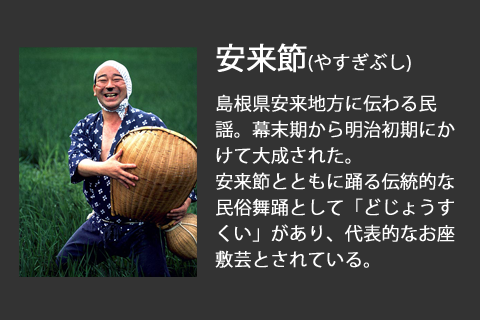 安来節(やすぎぶし)
島根県安来地方に伝わる民
謡。幕末期から明治初期にか
けて大成された。
安来節とともに踊る伝統的な
民俗舞踊として「どじょうす
くい」があり、代表的なお座
敷芸とされている。